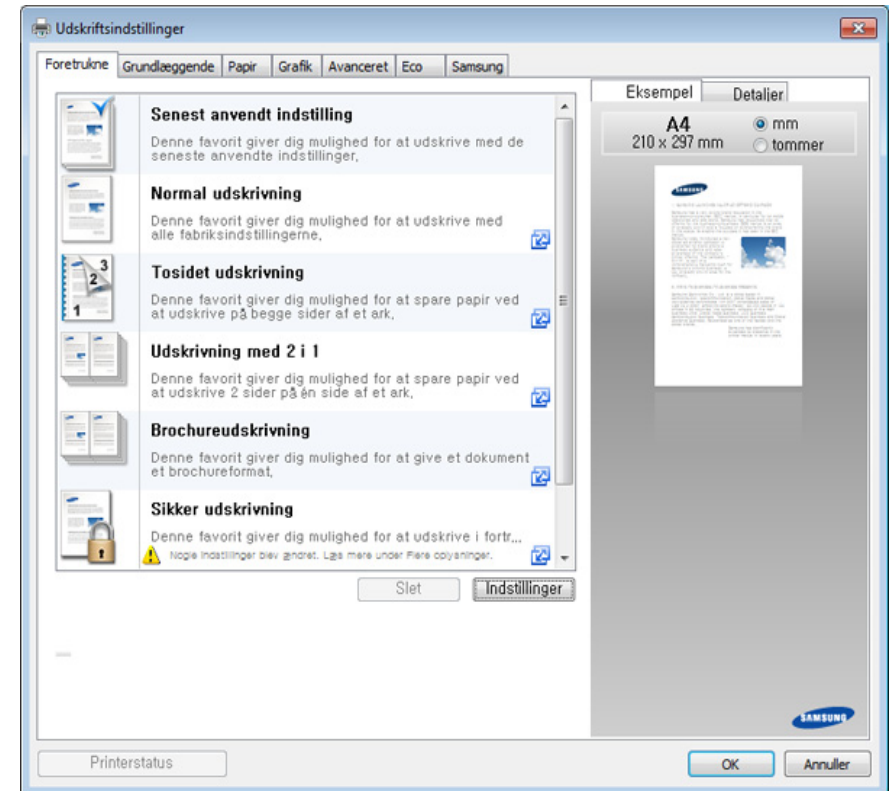 Udskriftsindstillinger
Foretrukne Grundlæggende Papir Grafik Avanceret Eco Samsung
Senest anvendt indstilling
Denne favorit giver dig mulighed for at udskrive med de
seneste anvendte indstillinger,
Normal udskrivning
Denne favorit giver dig mulighed for at udskrive med
alle fabriksindstillingerne,
3
2
1
Tosidet udskrivning
Denne favorit giver dig mulighed for at spare papir ved
at udskrive på begge sider af et ark,
Udskrivning med 2 i 1
Denne favorit giver dig mulighed for at spare papir ved
at udskrive 2 sider på én side af et ark,
Brochureudskrivning
Denne favorit giver dig mulighed for at give et dokument
et brochureformat,
Sikker udskrivning
Denne favorit giver dig mulighed for at udskrive i fortr...
Nogle indstillinger blev ændret. Læs mere under Flere oplysninger.
Slet Indstillinger
Eksempel Detaljer
A4
210 x 297 mm
mm
tommer
SAMSUNG
SAMSUNG
Printerstatus
OK Annuller